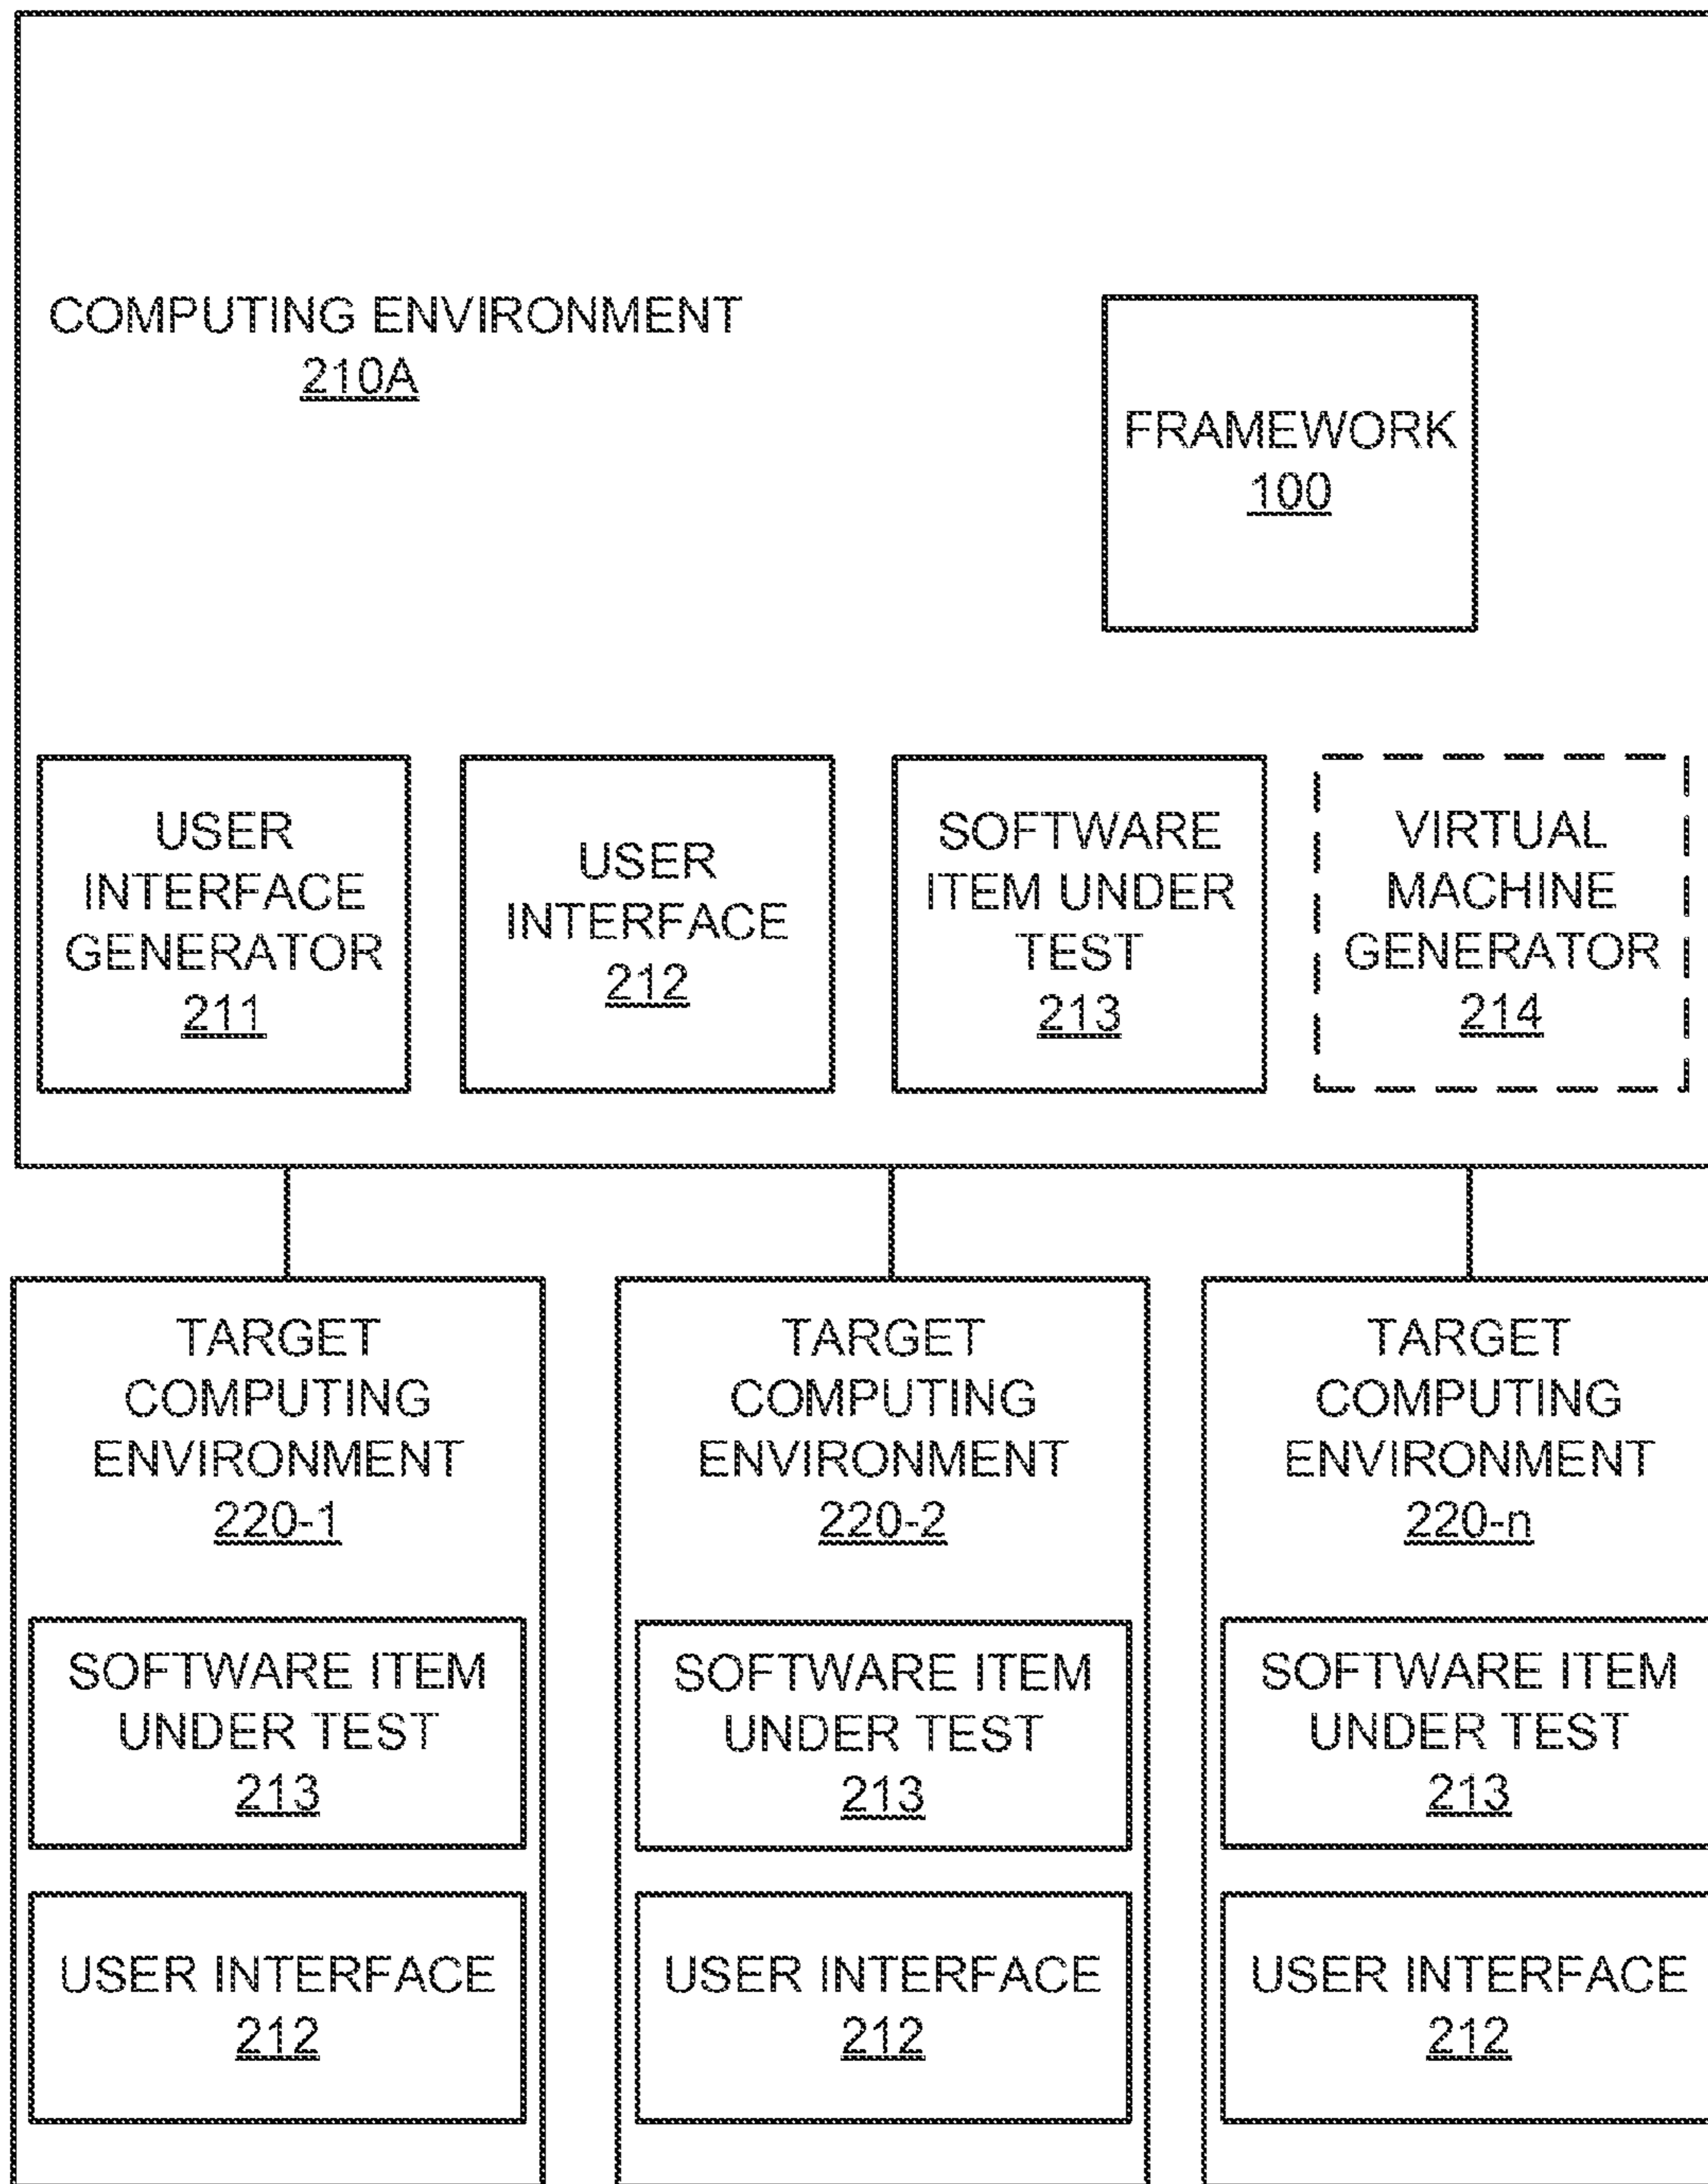 COMPUTING ENVIRONMENT
210A
FRAMEWORK
100
USER
INTERFACE
GENERATOR
211
USER
INTERFACE
212
SOFTWARE
ITEM UNDER
TEST
213
VIRTUAL
MACHINE
GENERATOR
214
TARGET
COMPUTING
ENVIRONMENT
220-1
SOFTWARE ITEM
UNDER TEST
213
USER INTERFACE
212
TARGET
COMPUTING
ENVIRONMENT
220-2
SOFTWARE ITEM
UNDER TEST
213
USER INTERFACE
212
TARGET
COMPUTING
ENVIRONMENT
220-n
SOFTWARE ITEM
UNDER TEST
213
USER INTERFACE
212